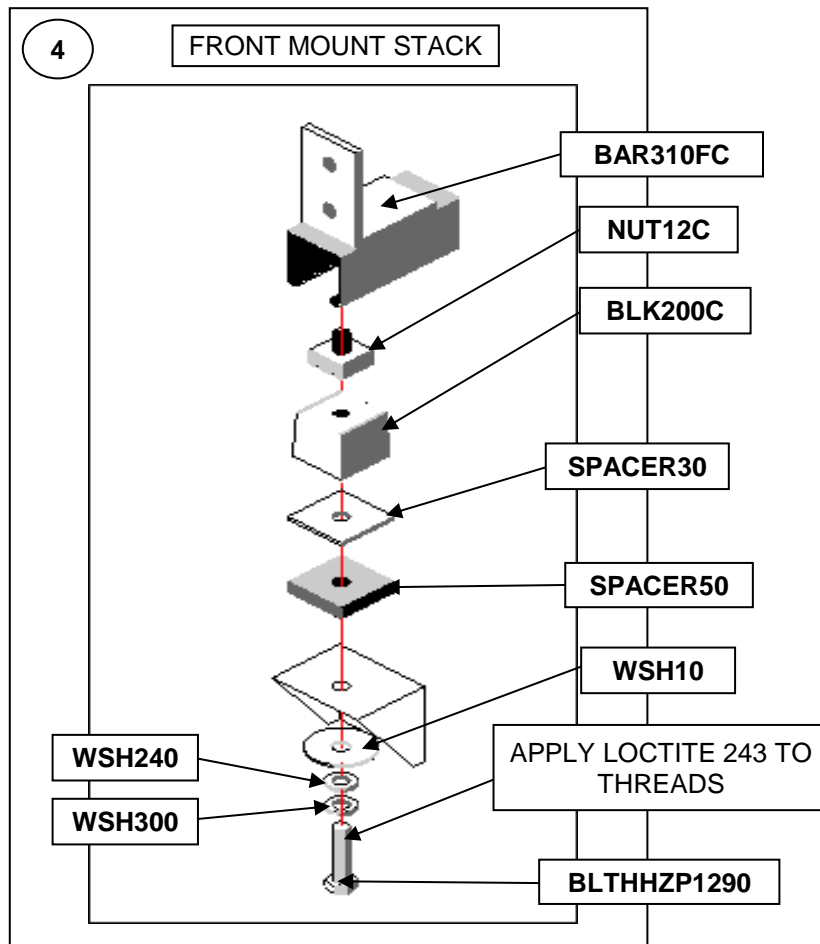 4
FRONT MOUNT STACK
BAR310FC
NUT12C
BLK200C
SPACER30
SPACER50
WSH10
WSH240
APPLY LOCTITE 243 TO
THREADS
WSH300
BLTHHZP1290